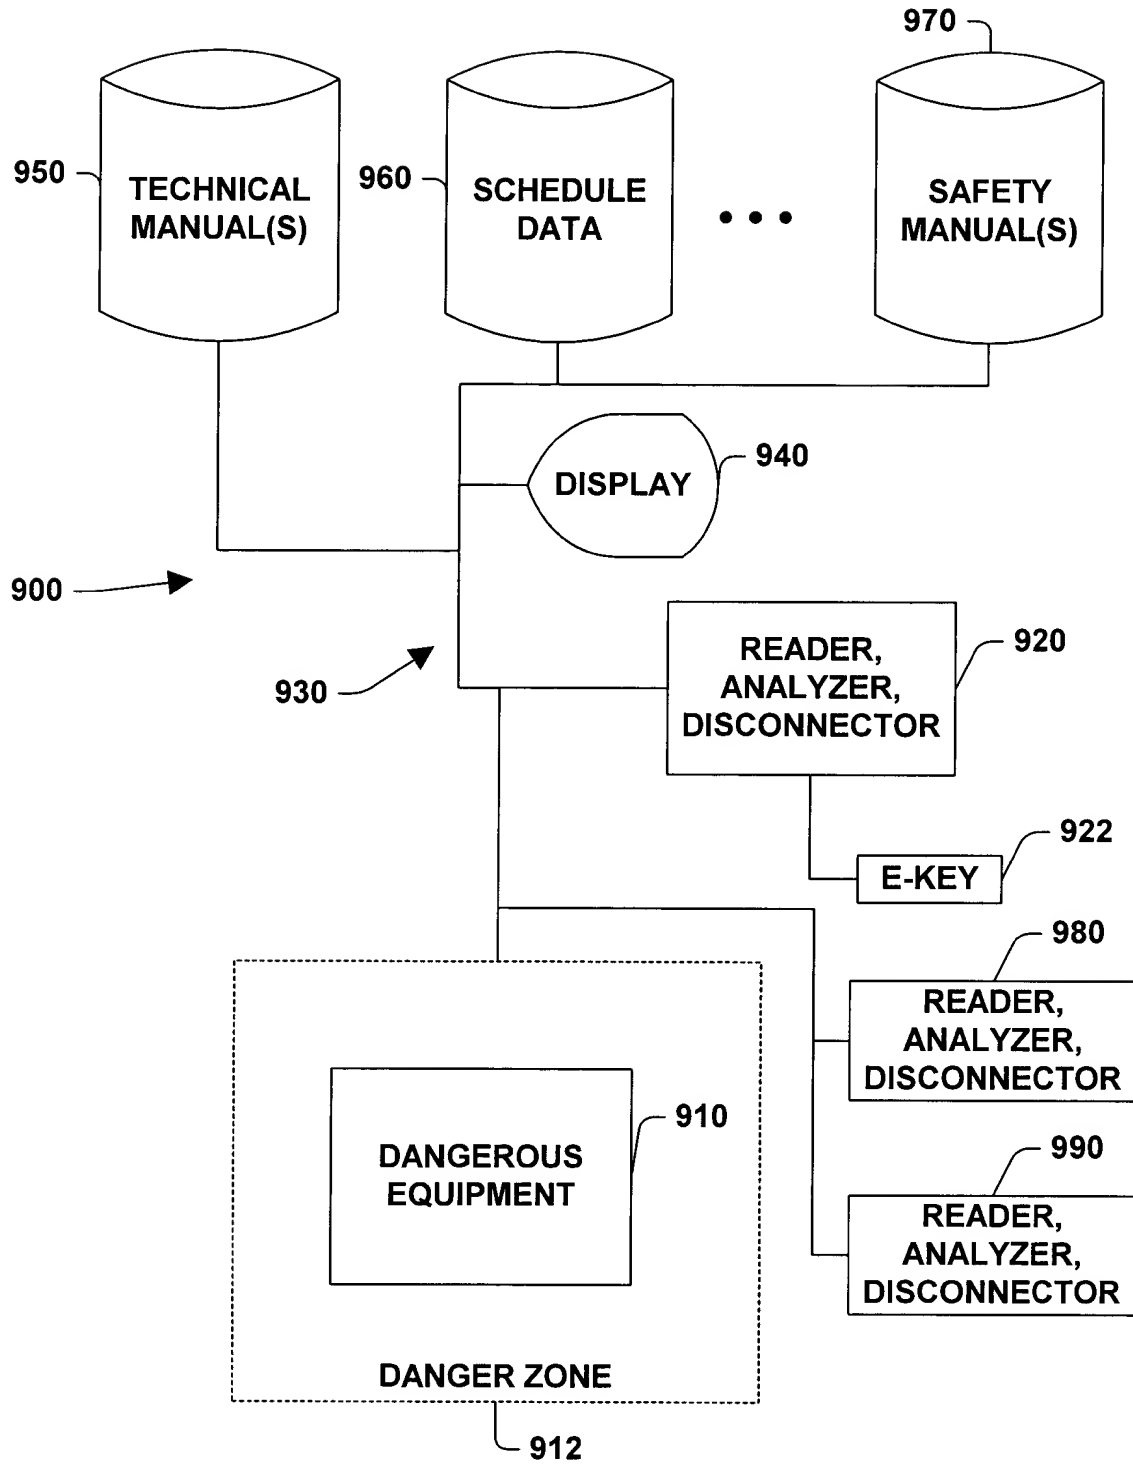 970
950
TECHNICAL
MANUAL(S)
960
SCHEDULE
DATA
SAFETY
MANUAL(S)
DISPLAY
940
900
930
READER,
ANALYZER,
DISCONNECTOR
920
E-KEY
922
980
READER,
ANALYZER,
DISCONNECTOR
990
READER,
ANALYZER,
DISCONNECTOR
DANGEROUS
EQUIPMENT
910
DANGER ZONE
912